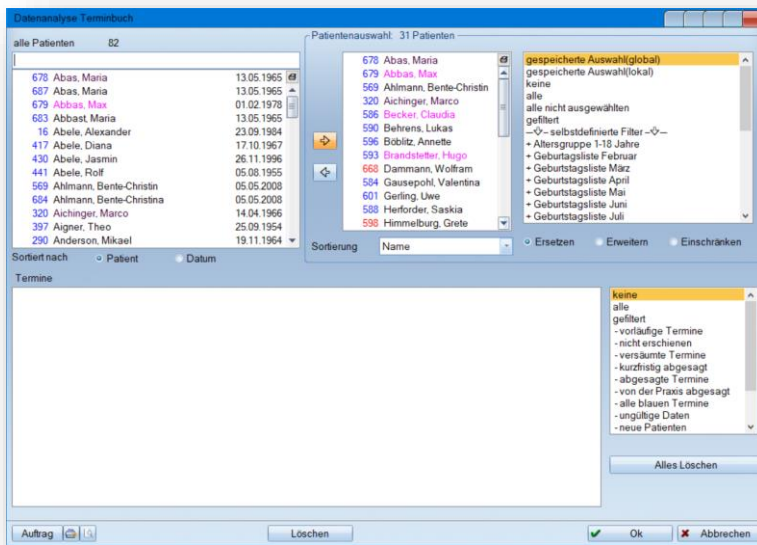 Datenanalyse Terminbuch
alle Patienten 82
678 Abas, Maria 13.05.1965
687 Abas, Maria 13.05.1965
679 Abbas, Max 01.02.1978
683 Abbast, Maria 13.05.1965
16 Abele, Alexander 23.09.1984
417 Abele, Diana 17.10.1967
430 Abele, Jasmin 26.11.1996
441 Abele, Rolf 05.08.1955
569 Ahlmann, Bente-Christin 05.05.2008
684 Ahlmann, Bente-Christina 05.05.2008
320 Aichinger, Marco 14.04.1966
397 Aigner, Theo 25.09.1954
290 Anderson, Mikael 19.11.1964
Sortiert nach Patient Datum
Patientenauswahl: 31 Patienten
678 Abas, Maria
679 Abbas, Max
569 Ahlmann, Bente-Christin
320 Aichinger, Marco
586 Becker, Claudia
590 Behrens, Lukas
596 Böblitz, Annette
593 Brandstetter, Hugo
668 Dammann, Wolfram
584 Gausepohl, Valentina
601 Gerling, Uwe
588 Herforder, Saskia
598 Himmelburg, Grete
Sortierung Name
gespeicherte Auswahl(global)
gespeicherte Auswahl(lokal)
keine
alle
alle nicht ausgewählten
gefiltert
selbstdefinierte Filter
+ Altersgruppe 1-18 Jahre
+ Geburtagsliste Februar
+ Geburtstagsliste März
+ Geburtstagsliste April
+ Geburtstagsliste Mai
+ Geburtstagsliste Juni
+ Geburtstagsliste Juli
Ersetzen Erweitern Einschränken
Termine
keine
alle
gefiltert
- vorläufige Termine
- nicht erschienen
- versäumte Termine
- kurzfristig abgesagt
- abgesagte Termine
- von der Praxis abgesagt
- alle blauen Termine
- ungültige Daten
- neue Patienten
Alles Löschen
Auftrag Löschen Ok Abbrechen